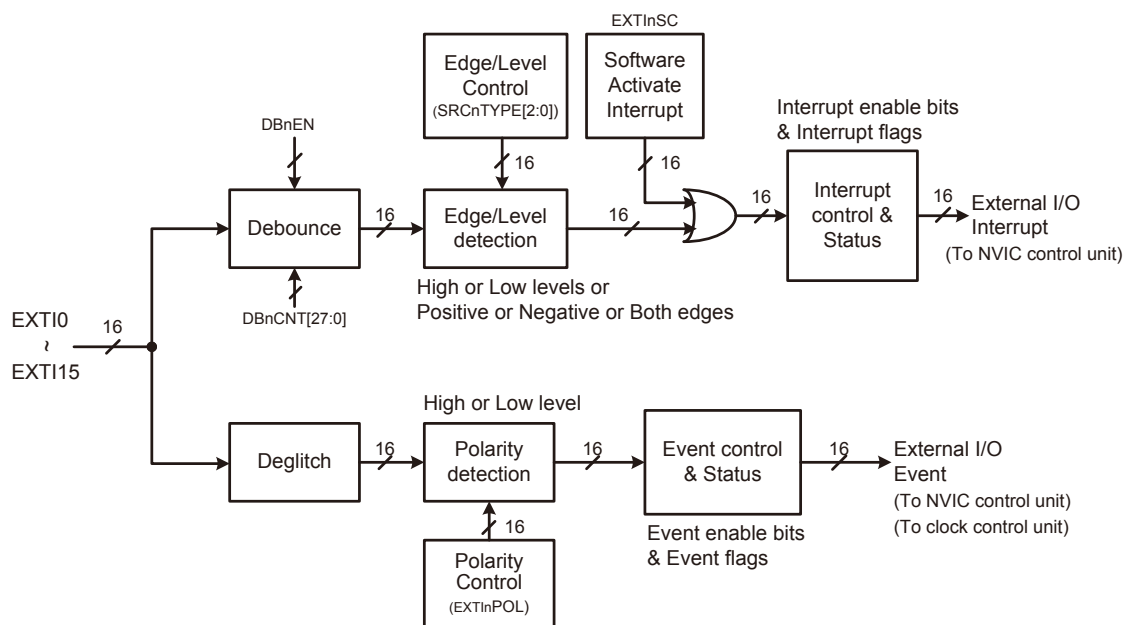 EXTInSC
Edge/Level
Control
(SRCnTYPE[2:0])
Software
Activate
Interrupt
DBnEN
16
16
Interrupt enable bits
& Interrupt flags
Debounce
16
Edge/Level
detection
16
16
Interrupt
control &
Status
16
External I/O
Interrupt
(To NVIC control unit)
DBnCNT[27:0]
High or Low levels or
Positive or Negative or Both edges
EXTI0
~
EXTI15
16
High or Low level
Deglitch
16
Polarity
detection
16
Event control
& Status
16
External I/O
Event
(To NVIC control unit)
(To clock control unit)
16
Event enable bits
& Event flags
Polarity
Control
(EXTInPOL)